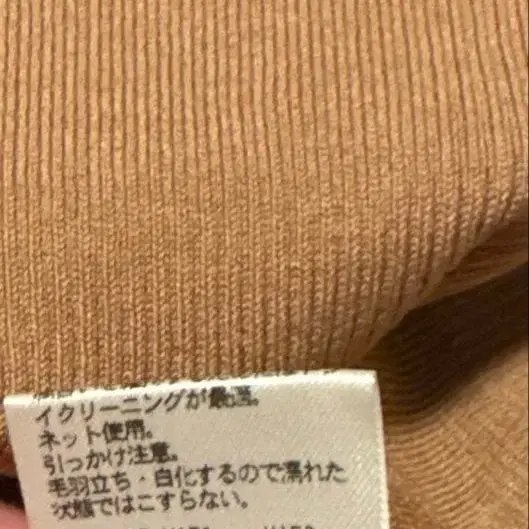 イクリーニングが最適。
ネット使用。
引っかけ注意。
毛羽立ち・白化するので濡れた
状態ではこすらない。